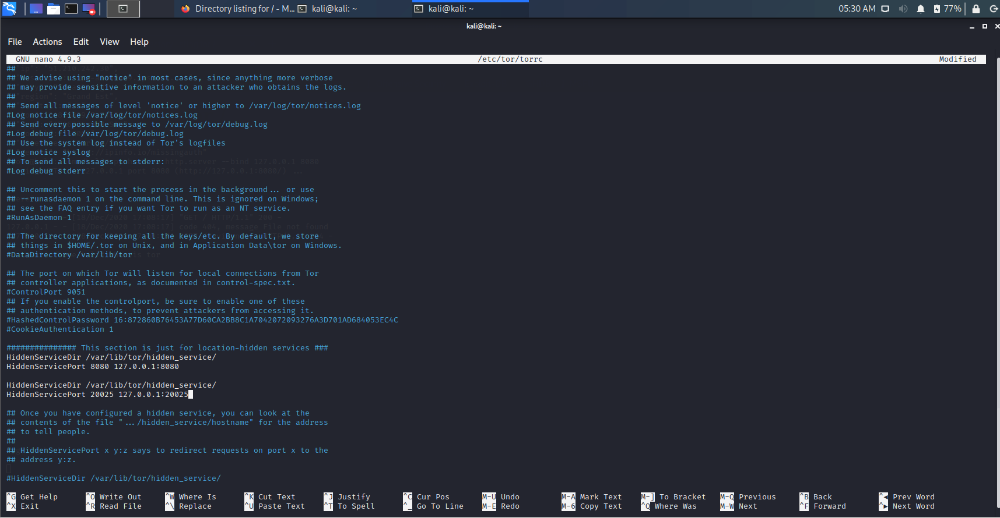 Directory listing for / - M...
kali@kali: ~
kali@kali: ~
05:30 AM
77%
kali@kali: ~
File Actions Edit View Help
GNU nano 4.9.3 /etc/tor/torrc Modified
##
## We advise using "notice" in most cases, since anything more verbose
## may provide sensitive information to an attacker who obtains the logs.
##
## Send all messages of level 'notice' or higher to /var/log/tor/notices.log
#Log notice file /var/log/tor/notices.log
## Send every possible message to /var/log/tor/debug.log
#Log debug file /var/log/tor/debug.log
## Use the system log instead of Tor's logfiles
#Log notice syslog
## To send all messages to stderr:
#Log debug stderr
## Uncomment this to start the process in the background... or use
## --runasdaemon 1 on the command line. This is ignored on Windows;
## see the FAQ entry if you want Tor to run as an NT service.
#RunAsDaemon 1
## The directory for keeping all the keys/etc. By default, we store
## things in $HOME/.tor on Unix, and in Application Data\tor on Windows.
#DataDirectory /var/lib/tor
## The port on which Tor will listen for local connections from Tor
## controller applications, as documented in control-spec.txt.
#ControlPort 9051
## If you enable the controlport, be sure to enable one of these
## authentication methods, to prevent attackers from accessing it.
#HashedControlPassword 16:872860B76453A77D60CA2BB8C1A7042072093276A3D701AD684053EC4C
#CookieAuthentication 1
############### This section is just for location-hidden services ###
HiddenServiceDir /var/lib/tor/hidden_service/
HiddenServicePort 8080 127.0.0.1:8080
HiddenServiceDir /var/lib/tor/hidden_service/
HiddenServicePort 20025 127.0.0.1:20025
## Once you have configured a hidden service, you can look at the
## contents of the file ".../hidden_service/hostname" for the address
## to tell people.
##
## HiddenServicePort x y:z says to redirect requests on port x to the
## address y:z.
#HiddenServiceDir /var/lib/tor/hidden_service/
^G Get Help ^O Write Out ^W Where Is ^K Cut Text ^J Justify ^C Cur Pos M-U Undo M-A Mark Text M-] To Bracket M-Q Previous ^B Back ^◀ Prev Word
^X Exit ^R Read File ^\ Replace ^U Paste Text ^T To Spell ^_ Go To Line M-E Redo M-6 Copy Text ^Q Where Was M-W Next ^F Forward ^▶ Next Word